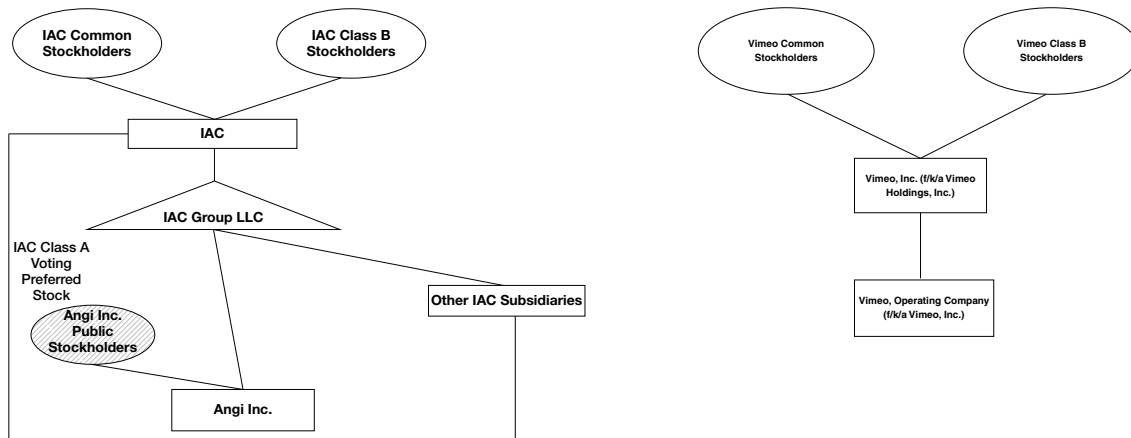 IAC Common
Stockholders
IAC Class B
Stockholders
IAC
IAC Group LLC
IAC Class A
Voting
Preferred
Stock
Angi Inc.
Public
Stockholders
Other IAC Subsidiaries
Angi Inc.
Vimeo Common
Stockholders
Vimeo Class B
Stockholders
Vimeo, Inc. (f/k/a Vimeo
Holdings, Inc.)
Vimeo, Operating Company
(f/k/a Vimeo, Inc.)